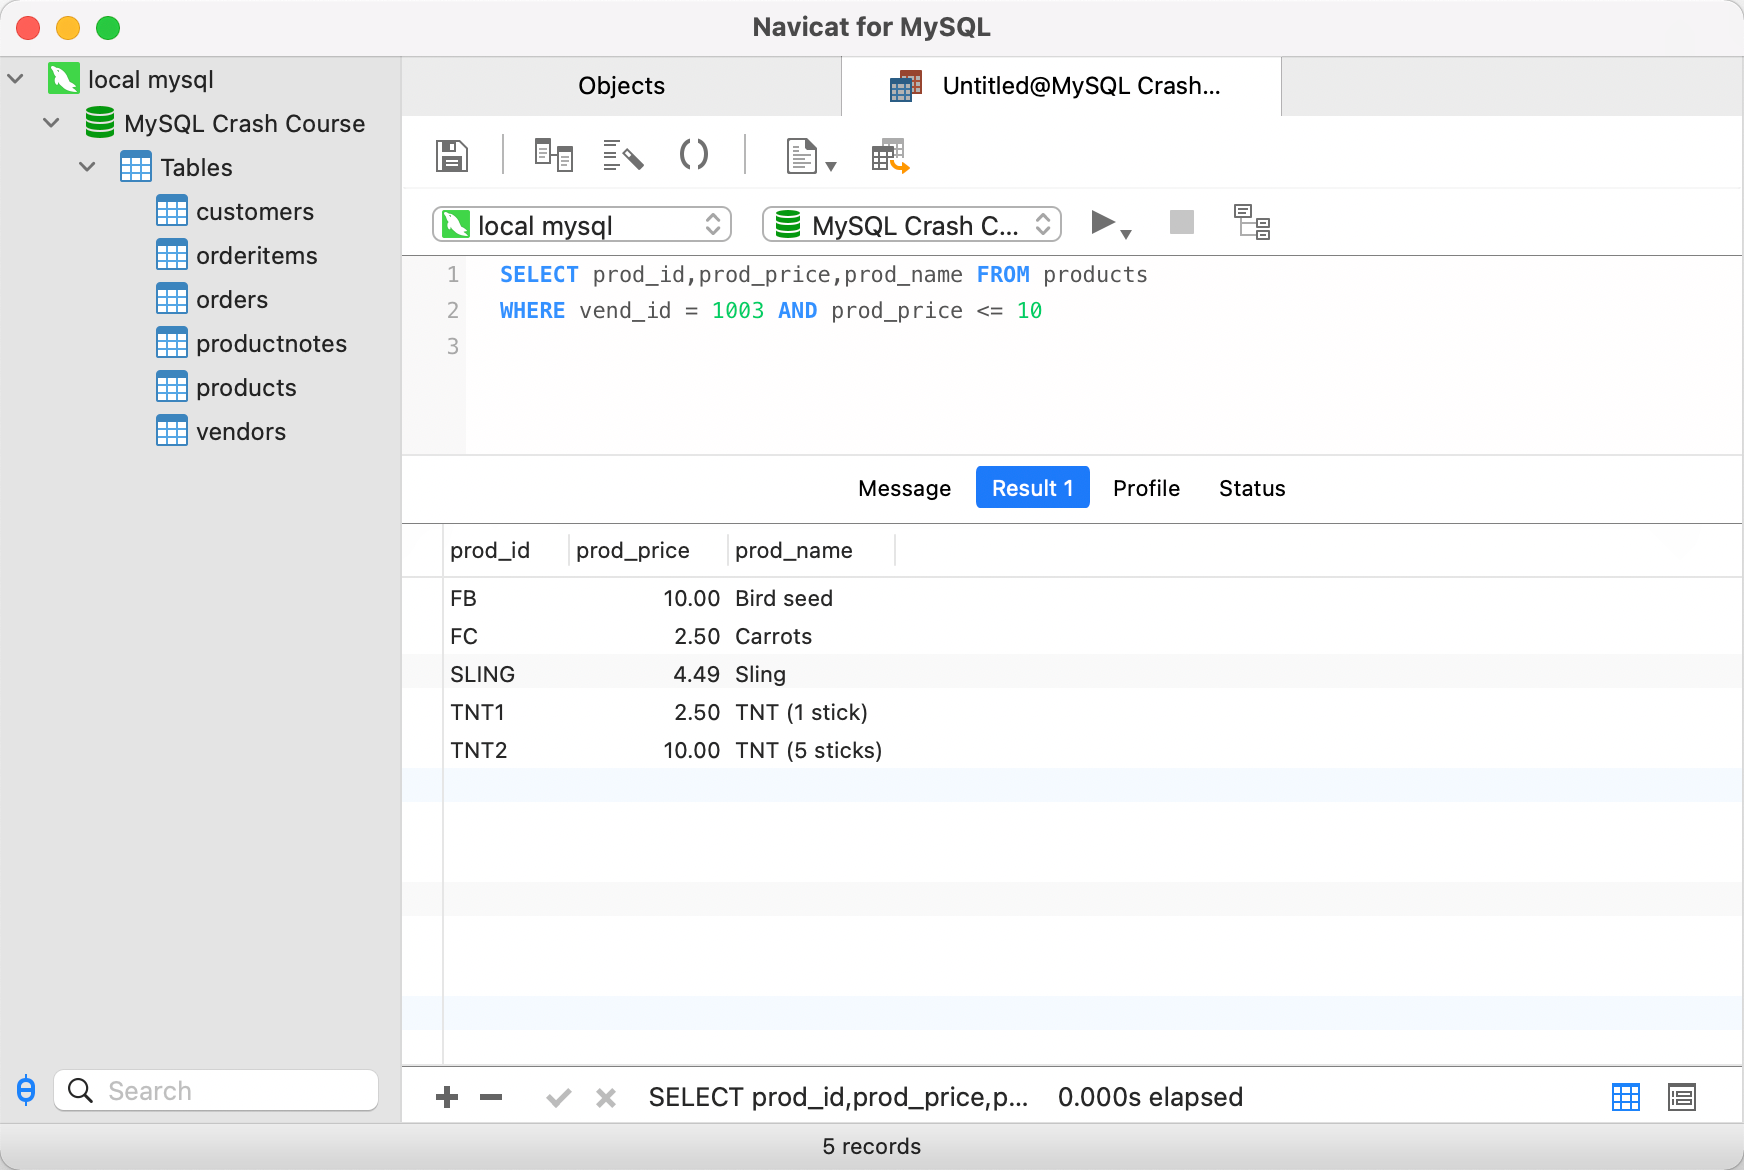 Navicat for MySQL
local mysql
MySQL Crash Course
Tables
customers
orderitems
orders
productnotes
products
vendors
Search
Objects
Untitled@MySQL Crash...
local mysql
MySQL Crash C...
1 SELECT prod_id,prod_price,prod_name FROM products
2 WHERE vend_id = 1003 AND prod_price <= 10
3
Message Result 1 Profile Status
prod_id prod_price prod_name
FB 10.00 Bird seed
FC 2.50 Carrots
SLING 4.49 Sling
TNT1 2.50 TNT (1 stick)
TNT2 10.00 TNT (5 sticks)
SELECT prod_id,prod_price,p... 0.000s elapsed
5 records